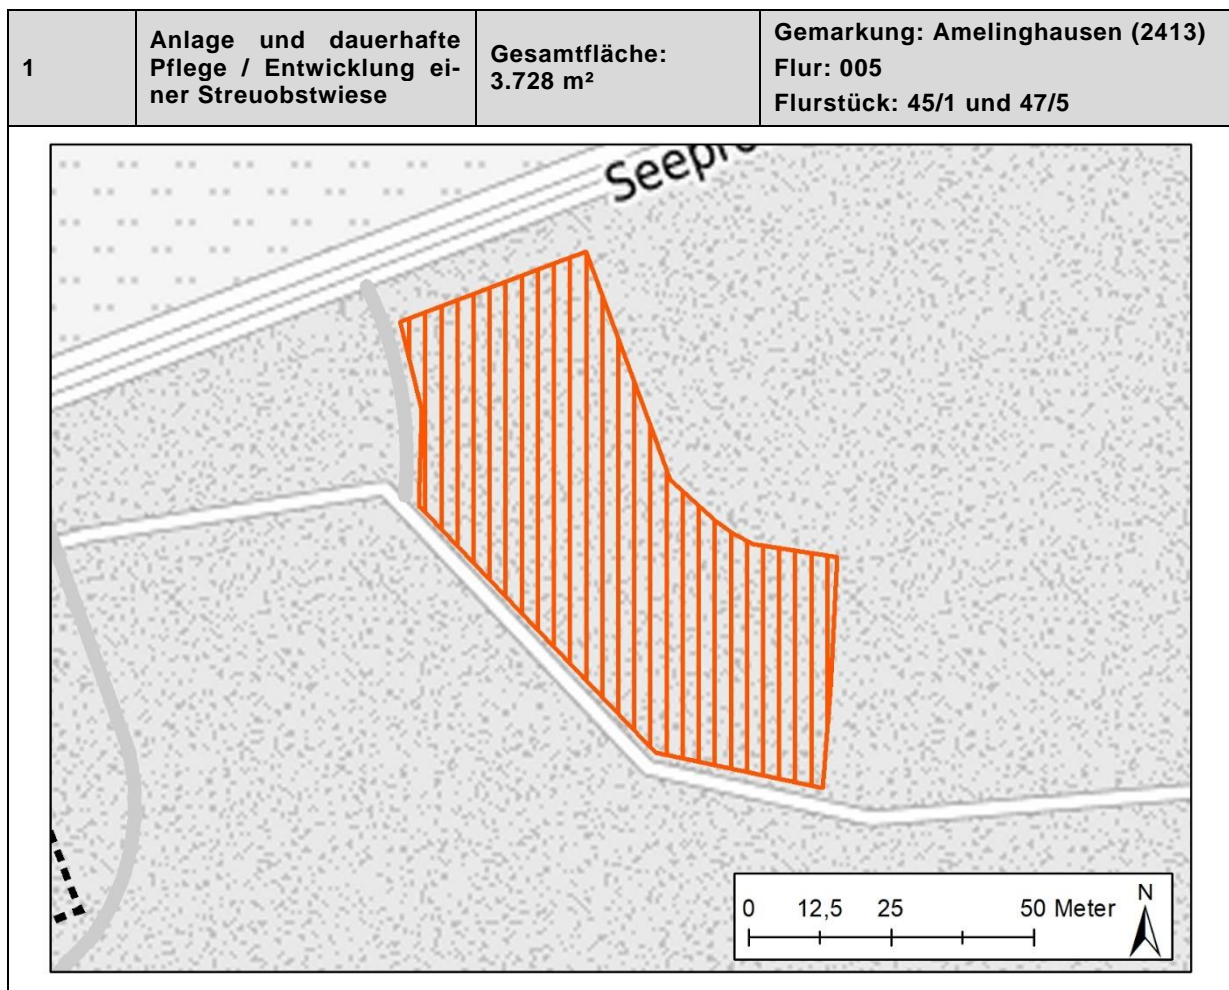 1
Anlage und dauerhafte
Pflege / Entwicklung ei-
ner Streuobstwiese
Gesamtfläche:
3.728 m²
Gemarkung: Amelinghausen (2413)
Flur: 005
Flurstück: 45/1 und 47/5
N
0 12,5 25 50 Meter